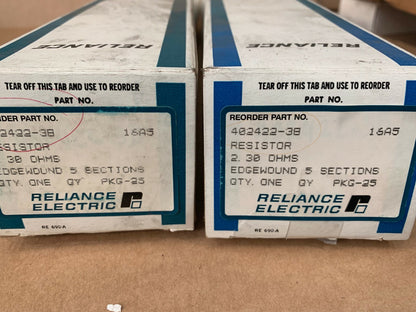 RELIANCE
TEAR OFF THIS TAB AND USE TO REORDER
PART NO.
RDER PART NO.
402422-3B 16A5
RESISTOR
2.30 OHMS
EDGEWOUND 5 SECTIONS
QTY. ONE QY PKG-25
RELIANCE
ELECTRIC
RE 690-A
RELIANCE
TEAR OFF THIS TAB AND USE TO REORDER
PART NO.
REORDER PART NO.
402422-3B 16A5
RESISTOR
2.30 OHMS
EDGEWOUND 5 SECTIONS
QTY. ONE QY PKG-25
RELIANCE
ELECTRIC
RE 690-A